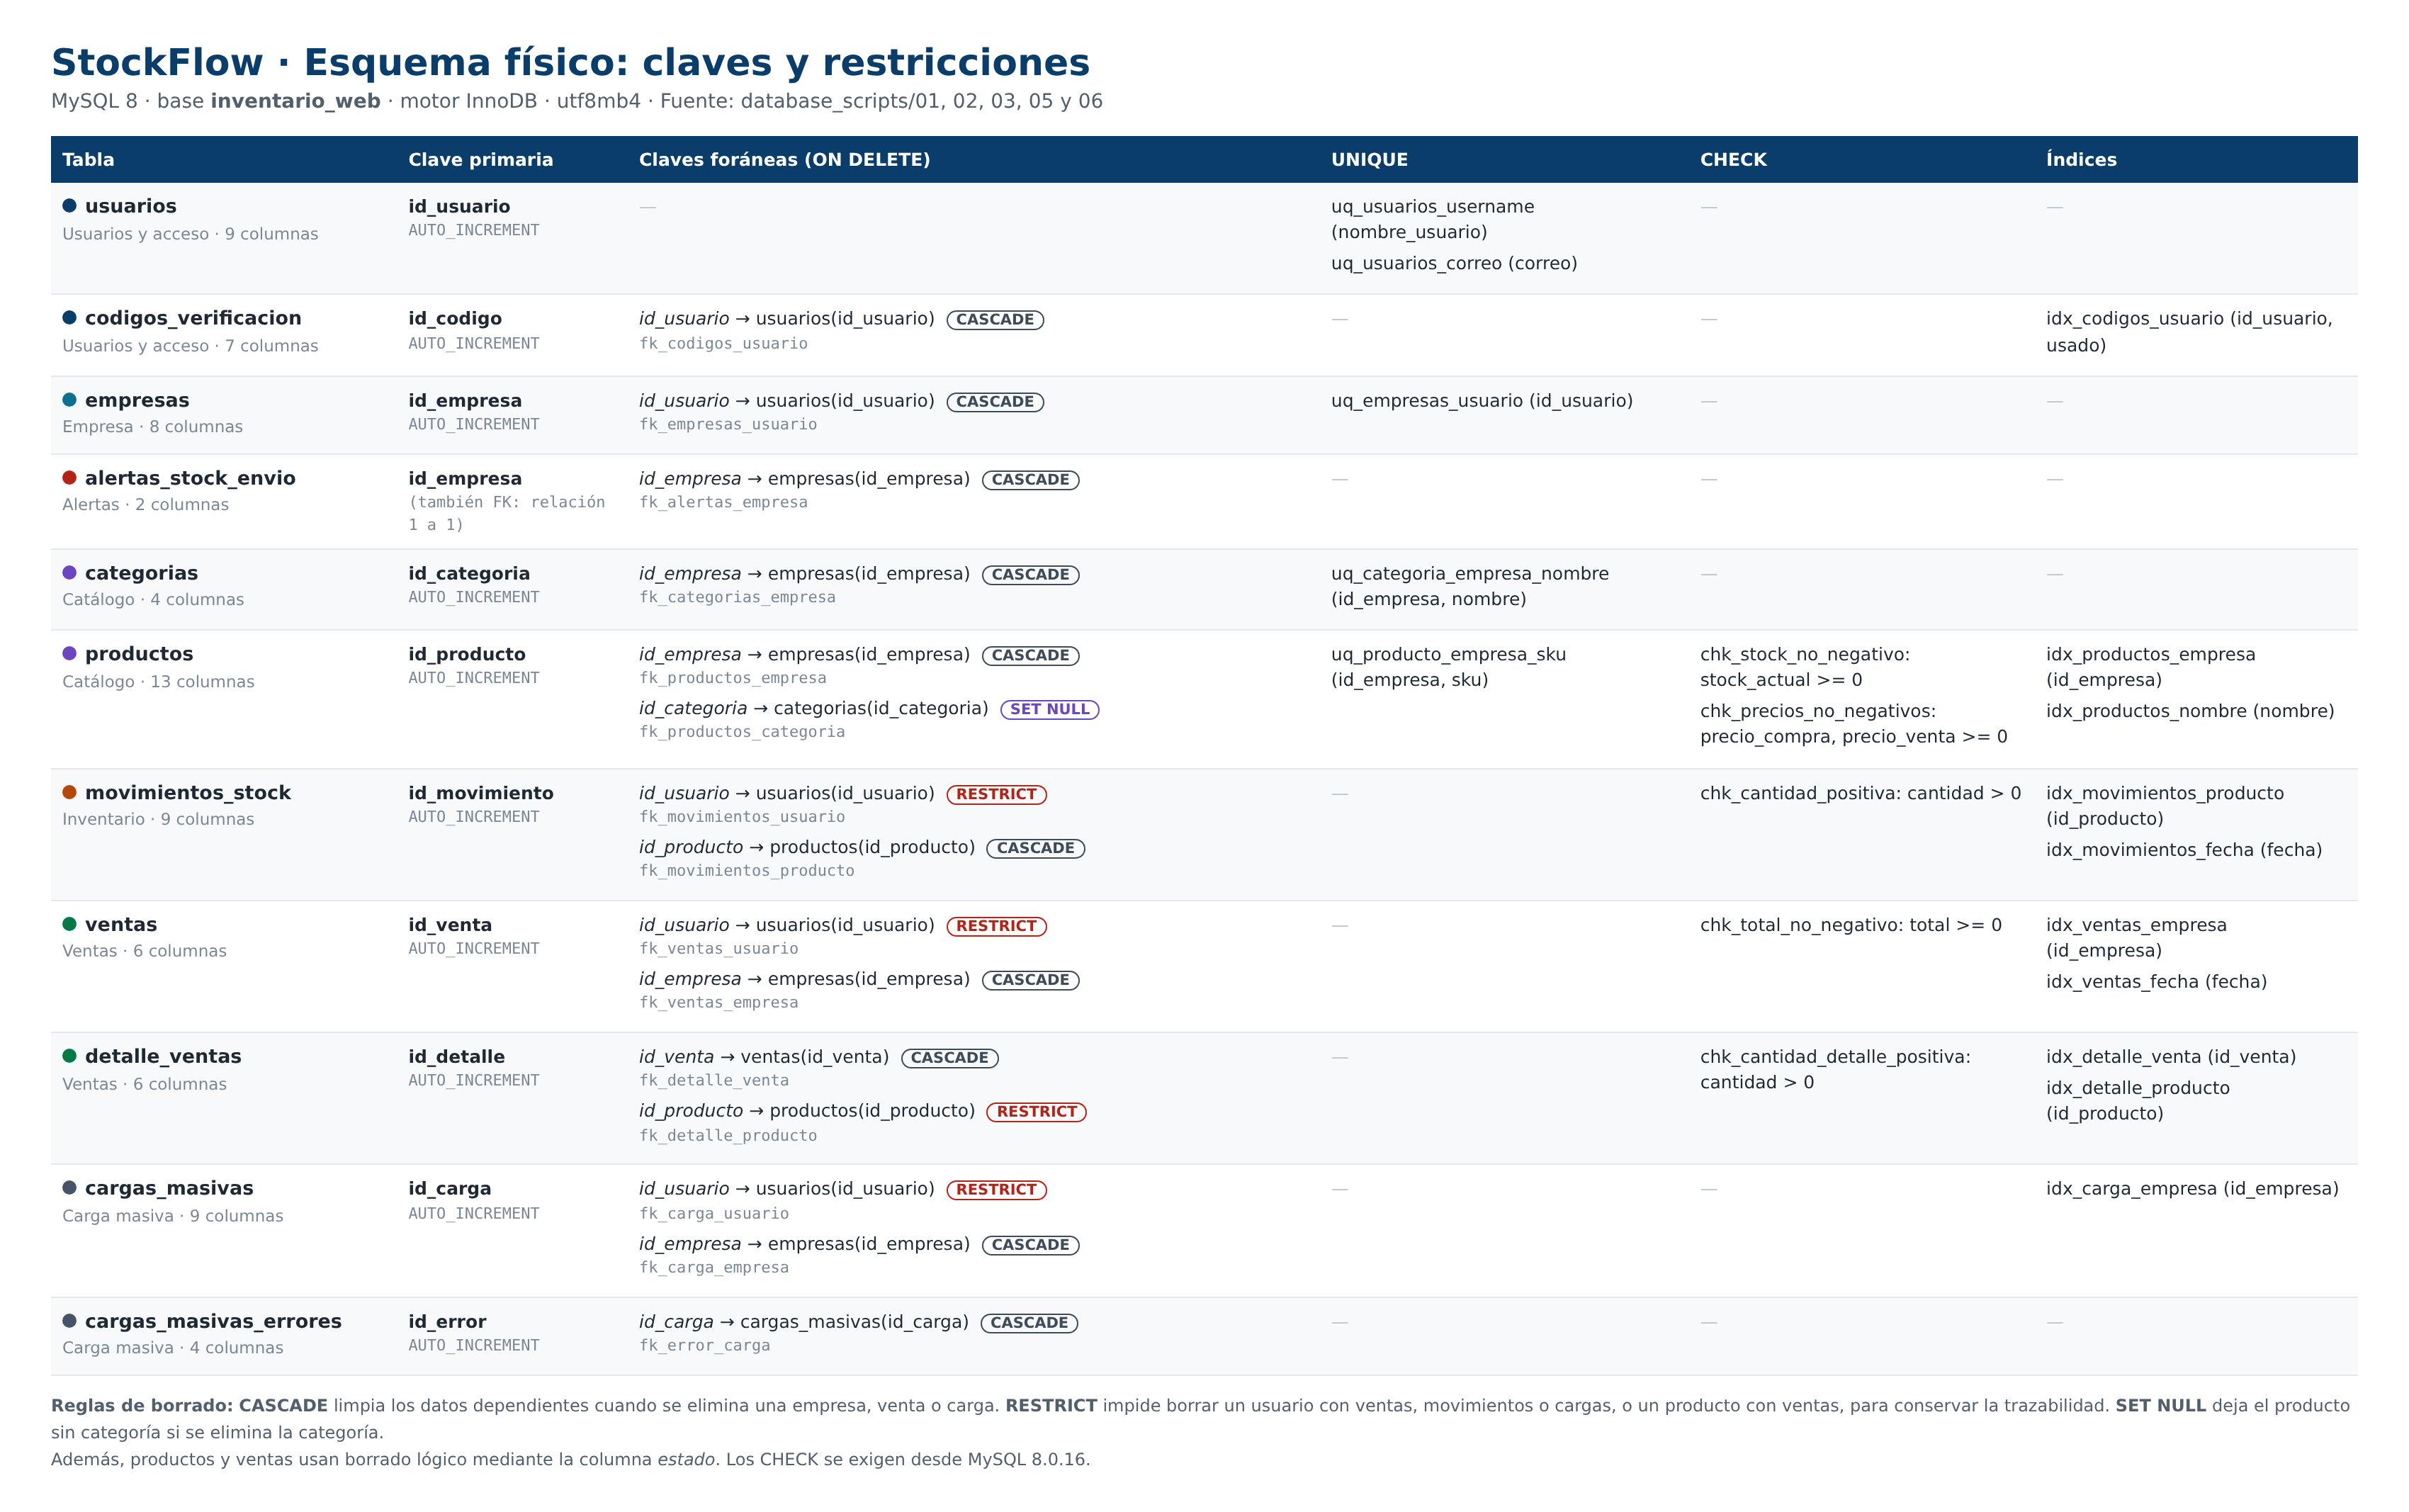 StockFlow · Esquema físico: claves y restricciones
MySQL 8 · base inventario_web · motor InnoDB · utf8mb4 · Fuente: database_scripts/01, 02, 03, 05 y 06
Tabla Clave primaria Claves foráneas (ON DELETE) UNIQUE CHECK Índices
usuarios
Usuarios y acceso · 9 columnas
id_usuario
AUTO_INCREMENT
—
uq_usuarios_username
(nombre_usuario)
uq_usuarios_correo (correo)
—
—
codigos_verificacion
Usuarios y acceso · 7 columnas
id_codigo
AUTO_INCREMENT
id_usuario → usuarios(id_usuario) CASCADE
fk_codigos_usuario
—
—
idx_codigos_usuario (id_usuario,
usado)
empresas
Empresa · 8 columnas
id_empresa
AUTO_INCREMENT
id_usuario → usuarios(id_usuario) CASCADE
fk_empresas_usuario
uq_empresas_usuario (id_usuario)
—
—
alertas_stock_envio
Alertas · 2 columnas
id_empresa
(también FK: relación
1 a 1)
id_empresa → empresas(id_empresa) CASCADE
fk_alertas_empresa
—
—
—
categorias
Catálogo · 4 columnas
id_categoria
AUTO_INCREMENT
id_empresa → empresas(id_empresa) CASCADE
fk_categorias_empresa
uq_categoria_empresa_nombre
(id_empresa, nombre)
—
—
productos
Catálogo · 13 columnas
id_producto
AUTO_INCREMENT
id_empresa → empresas(id_empresa) CASCADE
fk_productos_empresa
id_categoria → categorias(id_categoria) SET NULL
fk_productos_categoria
uq_producto_empresa_sku
(id_empresa, sku)
chk_stock_no_negativo:
stock_actual >= 0
chk_precios_no_negativos:
precio_compra, precio_venta >= 0
idx_productos_empresa
(id_empresa)
idx_productos_nombre (nombre)
movimientos_stock
Inventario · 9 columnas
id_movimiento
AUTO_INCREMENT
id_usuario → usuarios(id_usuario) RESTRICT
fk_movimientos_usuario
id_producto → productos(id_producto) CASCADE
fk_movimientos_producto
—
chk_cantidad_positiva: cantidad > 0
idx_movimientos_producto
(id_producto)
idx_movimientos_fecha (fecha)
ventas
Ventas · 6 columnas
id_venta
AUTO_INCREMENT
id_usuario → usuarios(id_usuario) RESTRICT
fk_ventas_usuario
id_empresa → empresas(id_empresa) CASCADE
fk_ventas_empresa
—
chk_total_no_negativo: total >= 0
idx_ventas_empresa
(id_empresa)
idx_ventas_fecha (fecha)
detalle_ventas
Ventas · 6 columnas
id_detalle
AUTO_INCREMENT
id_venta → ventas(id_venta) CASCADE
fk_detalle_venta
id_producto → productos(id_producto) RESTRICT
fk_detalle_producto
—
chk_cantidad_detalle_positiva:
cantidad > 0
idx_detalle_venta (id_venta)
idx_detalle_producto
(id_producto)
cargas_masivas
Carga masiva · 9 columnas
id_carga
AUTO_INCREMENT
id_usuario → usuarios(id_usuario) RESTRICT
fk_carga_usuario
id_empresa → empresas(id_empresa) CASCADE
fk_carga_empresa
—
—
idx_carga_empresa (id_empresa)
cargas_masivas_errores
Carga masiva · 4 columnas
id_error
AUTO_INCREMENT
id_carga → cargas_masivas(id_carga) CASCADE
fk_error_carga
—
—
—
Reglas de borrado: CASCADE limpia los datos dependientes cuando se elimina una empresa, venta o carga. RESTRICT impide borrar un usuario con ventas, movimientos o cargas, o un producto con ventas, para conservar la trazabilidad. SET NULL deja el producto
sin categoría si se elimina la categoría.
Además, productos y ventas usan borrado lógico mediante la columna estado. Los CHECK se exigen desde MySQL 8.0.16.